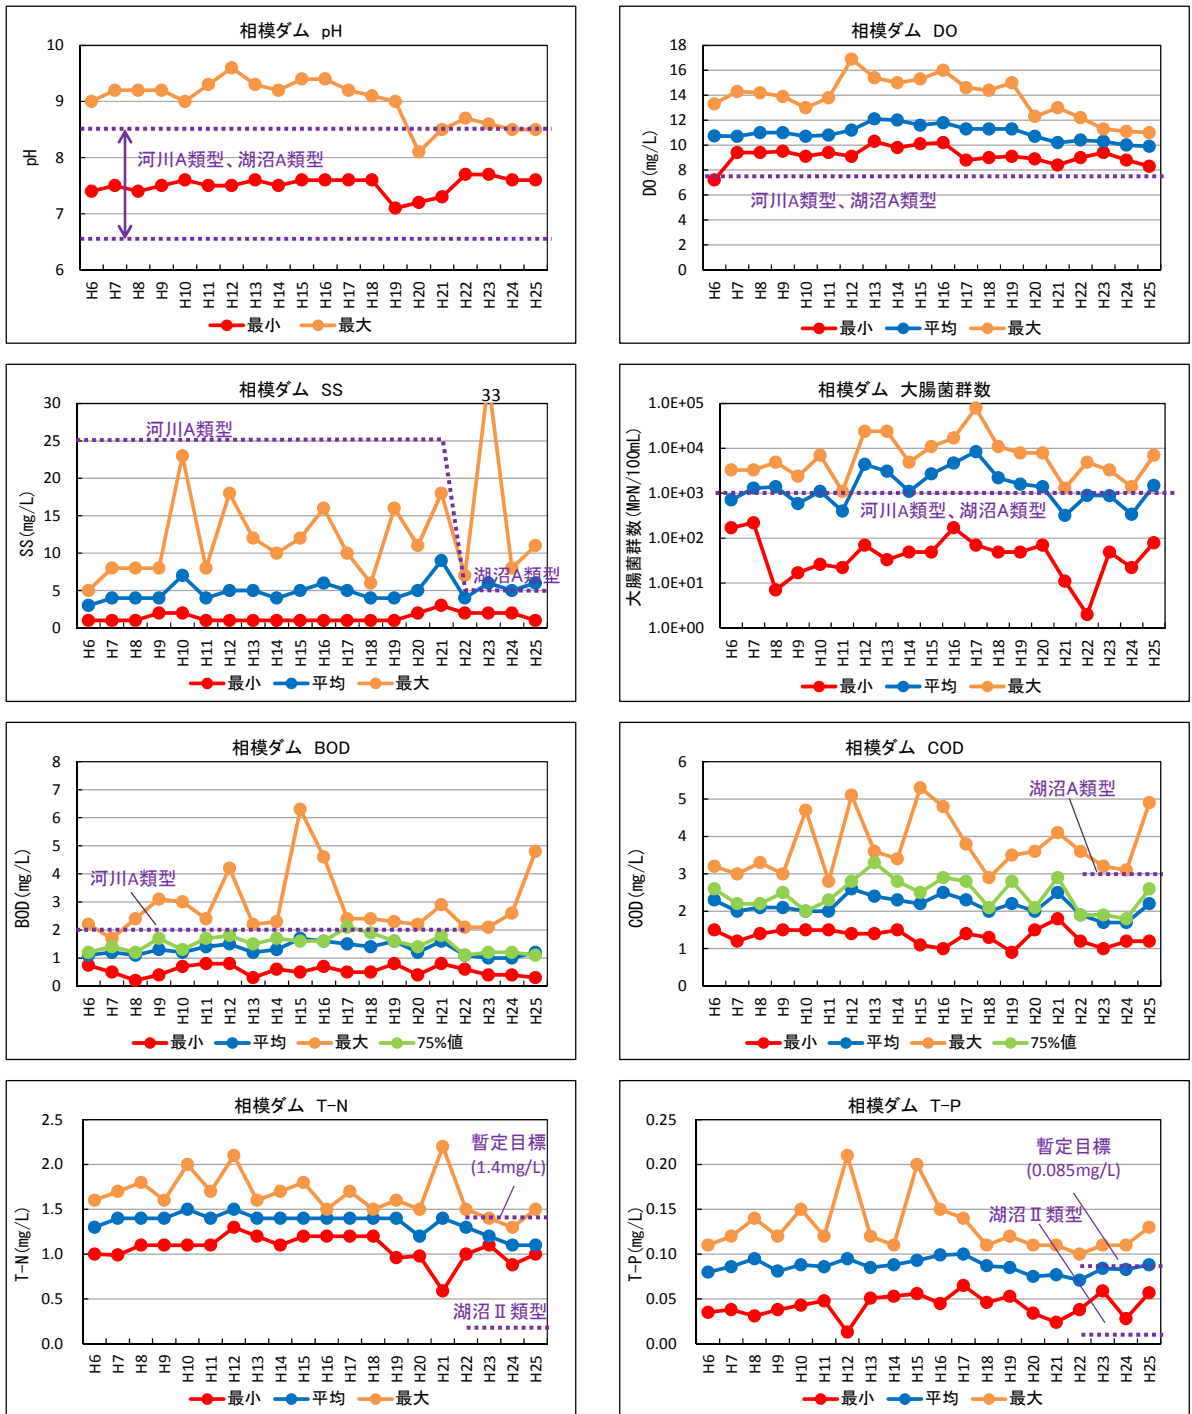 相模ダム pH
10
9
8
7
6
pH
河川A類型、湖沼A類型
H6 H7 H8 H9 H10 H11 H12 H13 H14 H15 H16 H17 H18 H19 H20 H21 H22 H23 H24 H25
最小 最大
相模ダム DO
18
16
14
12
10
8
6
4
2
0
DO(mg/L)
河川A類型、湖沼A類型
H6 H7 H8 H9 H10 H11 H12 H13 H14 H15 H16 H17 H18 H19 H20 H21 H22 H23 H24 H25
最小 平均 最大
相模ダム SS
33
30
25
20
15
10
5
0
SS(mg/L)
河川A類型
湖沼A類型
H6 H7 H8 H9 H10 H11 H12 H13 H14 H15 H16 H17 H18 H19 H20 H21 H22 H23 H24 H25
最小 平均 最大
相模ダム 大腸菌群数
1.0E+05
1.0E+04
1.0E+03
1.0E+02
1.0E+01
1.0E+00
大腸菌群数(MPN/100mL)
河川A類型、湖沼A類型
H6 H7 H8 H9 H10 H11 H12 H13 H14 H15 H16 H17 H18 H19 H20 H21 H22 H23 H24 H25
最小 平均 最大
相模ダム BOD
8
7
6
5
4
3
2
1
0
BOD(mg/L)
河川A類型
H6 H7 H8 H9 H10 H11 H12 H13 H14 H15 H16 H17 H18 H19 H20 H21 H22 H23 H24 H25
最小 平均 最大 75%値
相模ダム COD
6
5
4
3
2
1
0
COD(mg/L)
湖沼A類型
H6 H7 H8 H9 H10 H11 H12 H13 H14 H15 H16 H17 H18 H19 H20 H21 H22 H23 H24 H25
最小 平均 最大 75%値
相模ダム T-N
2.5
2.0
1.5
1.0
0.5
0.0
T-N(mg/L)
暫定目標
(1.4mg/L)
湖沼Ⅱ類型
H6 H7 H8 H9 H10 H11 H12 H13 H14 H15 H16 H17 H18 H19 H20 H21 H22 H23 H24 H25
最小 平均 最大
相模ダム T-P
0.25
0.20
0.15
0.10
0.05
0.00
T-P(mg/L)
暫定目標
(0.085mg/L)
湖沼Ⅱ類型
H6 H7 H8 H9 H10 H11 H12 H13 H14 H15 H16 H17 H18 H19 H20 H21 H22 H23 H24 H25
最小 平均 最大